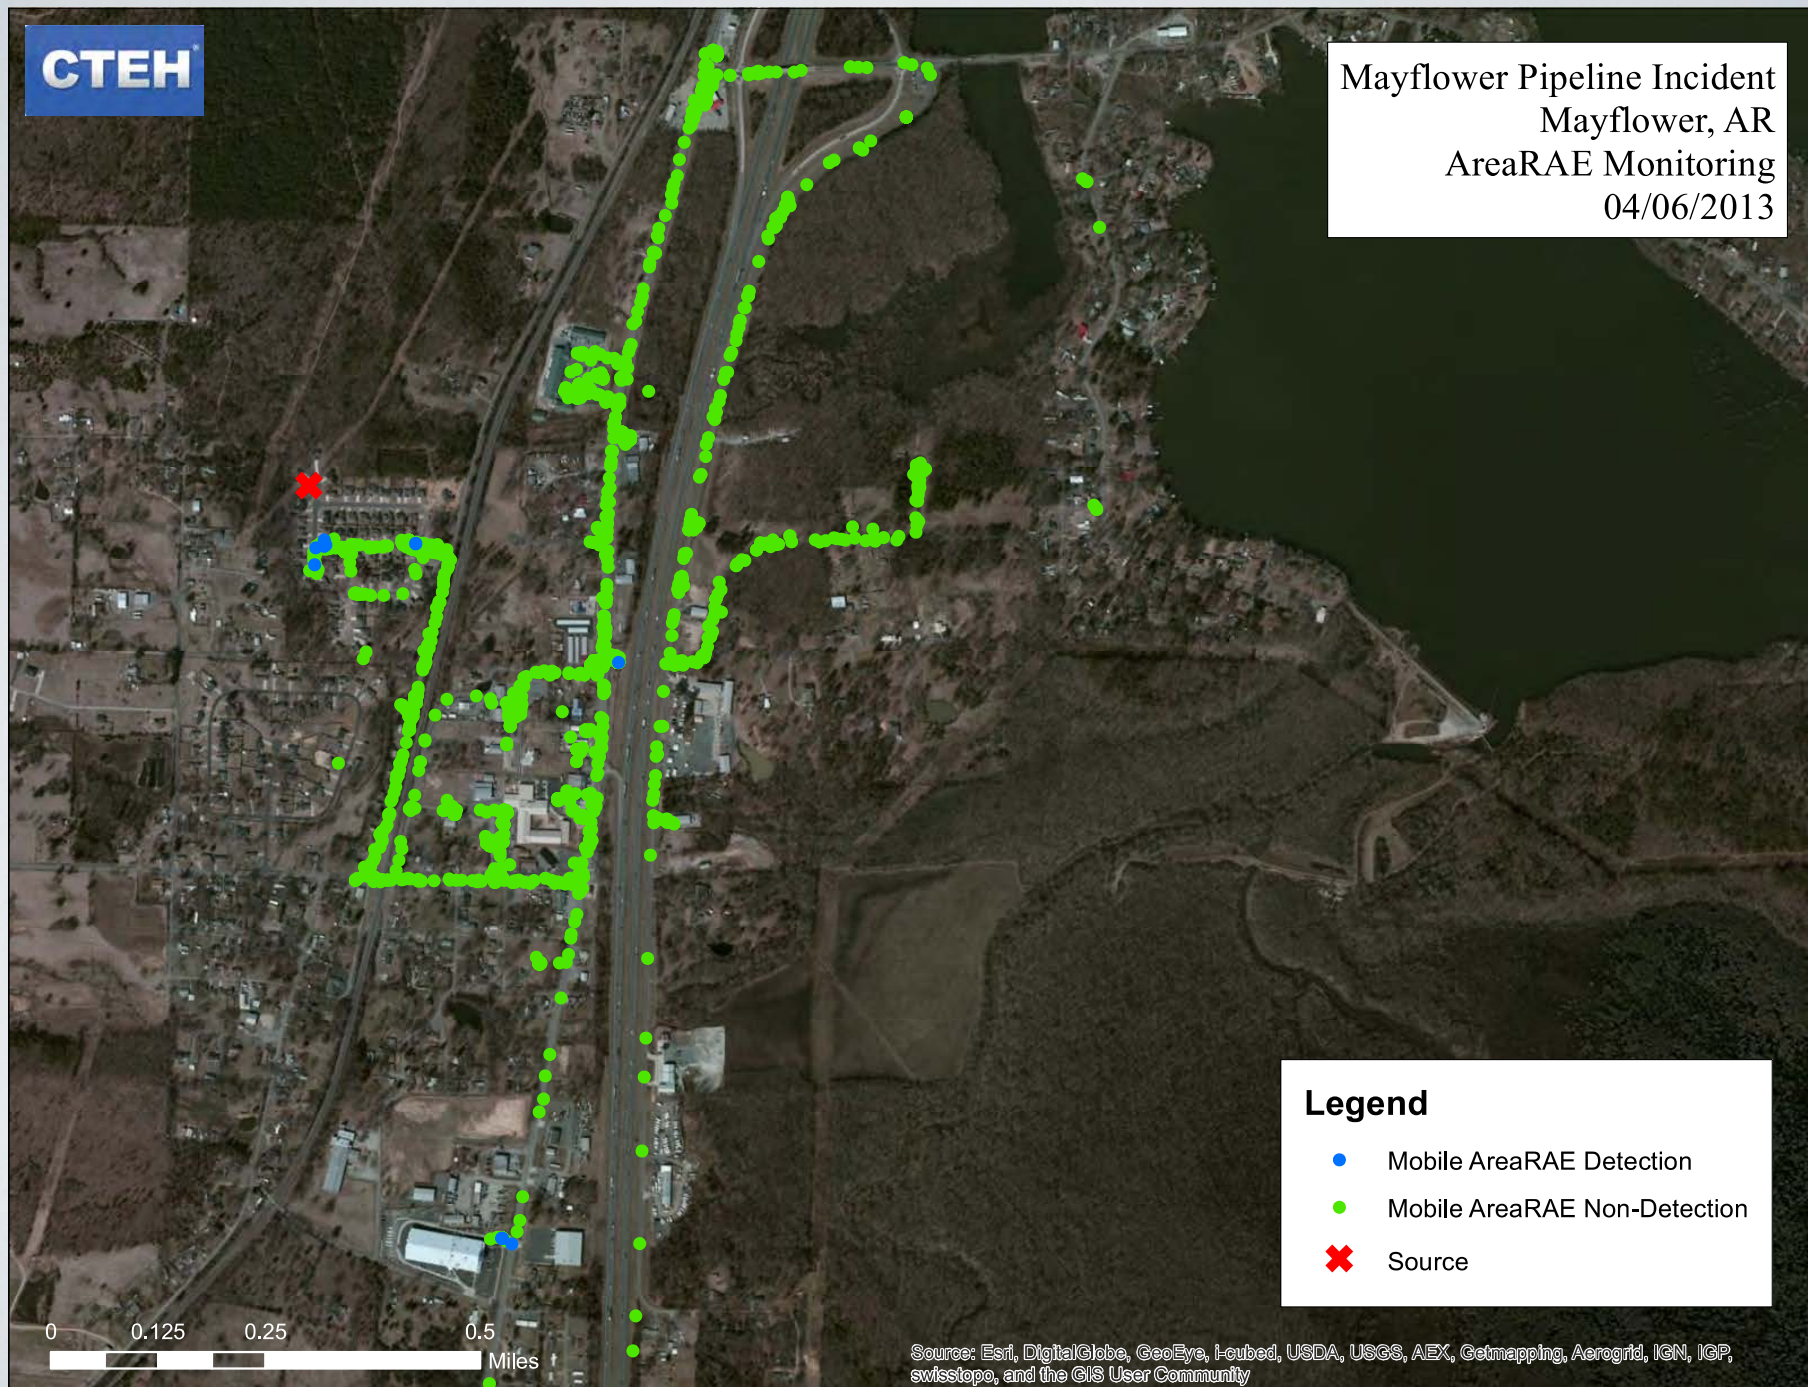 CTEH®
Mayflower Pipeline Incident
Mayflower, AR
AreaRAE Monitoring
04/06/2013
Legend
Mobile AreaRAE Detection
Mobile AreaRAE Non-Detection
Source
0 0.125 0.25 0.5
Miles
Source: Esri, DigitalGlobe, GeoEye, i-cubed, USDA, USGS, AEX, Getmapping, Aerogrid, IGN, IGP,
swisstopo, and the GIS User Community